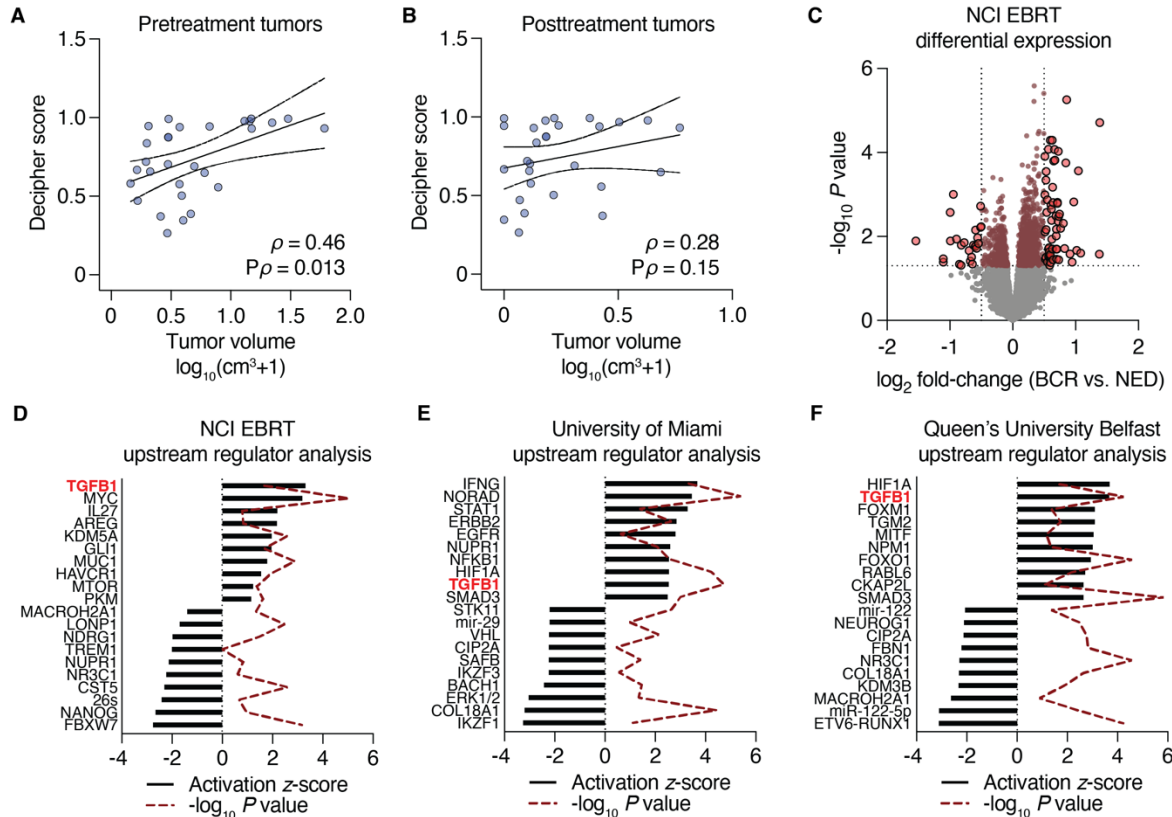 A
Pretreatment tumors
1.5
1.0
0.5
0
Decipher score
ρ = 0.46
Pρ = 0.013
0 0.5 1.0 1.5 2.0
Tumor volume
log10(cm3+1)
B
Posttreatment tumors
1.5
1.0
0.5
0
Decipher score
ρ = 0.28
Pρ = 0.15
0 0.5 1.0
Tumor volume
log10(cm3+1)
C
NCI EBRT
differential expression
6
4
2
0
-log10 P value
-2 -1 0 1 2
log2 fold-change (BCR vs. NED)
D
NCI EBRT
upstream regulator analysis
TGFB1
MYC
IL27
AREG
KDM5A
GLI1
MUC1
HAVCR1
MTOR
PKM
MACROH2A1
LONP1
NDRG1
TREM1
NUPR1
NR3C1
CST5
26s
NANOG
FBXW7
-4 -2 0 2 4 6
Activation z-score
-log10 P value
E
University of Miami
upstream regulator analysis
IFNG
NORAD
STAT1
ERBB2
EGFR
NUPR1
NFKB1
HIF1A
TGFB1
SMAD3
STK11
mir-29
VHL
CIP2A
SAFB
IKZF3
BACH1
ERK1/2
COL18A1
IKZF1
-4 -2 0 2 4 6
Activation z-score
-log10 P value
F
Queen's University Belfast
upstream regulator analysis
HIF1A
TGFB1
FOXM1
TGM2
MITF
NPM1
FOXO1
RABL6
CKAP2L
SMAD3
mir-122
NEUROG1
CIP2A
FBN1
NR3C1
COL18A1
KDM3B
MACROH2A1
miR-122-5p
ETV6-RUNX1
-4 -2 0 2 4 6
Activation z-score
-log10 P value